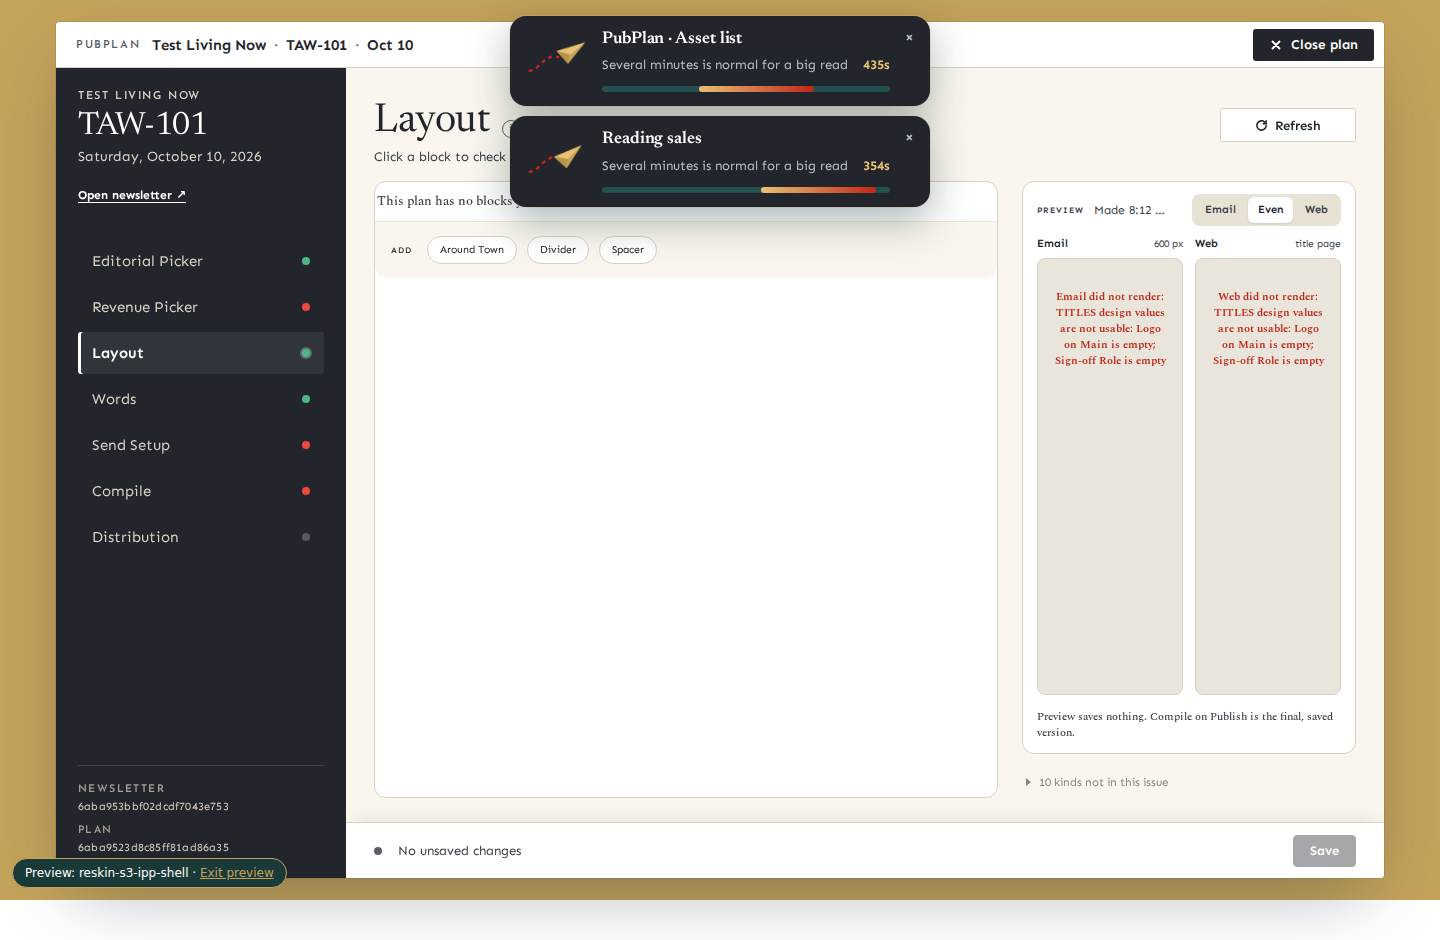 PUBPLAN Test Living Now · TAW-101 · Oct 10
Close plan
PubPlan · Asset list
Several minutes is normal for a big read 435s
Reading sales
Several minutes is normal for a big read 354s
TEST LIVING NOW
TAW-101
Saturday, October 10, 2026
Open newsletter ↗
Editorial Picker
Revenue Picker
Layout
Words
Send Setup
Compile
Distribution
NEWSLETTER
6aba953bbf02dcdf7043e753
PLAN
6aba9523d8c85ff81ad86a35
Preview: reskin-s3-ipp-shell · Exit preview
Layout
Click a block to check
Refresh
This plan has no blocks
ADD Around Town Divider Spacer
PREVIEW Made 8:12 ... Email Even Web
Email 600 px Web title page
Email did not render:
TITLES design values
are not usable: Logo
on Main is empty;
Sign-off Role is empty
Web did not render:
TITLES design values
are not usable: Logo
on Main is empty;
Sign-off Role is empty
Preview saves nothing. Compile on Publish is the final, saved
version.
10 kinds not in this issue
No unsaved changes
Save